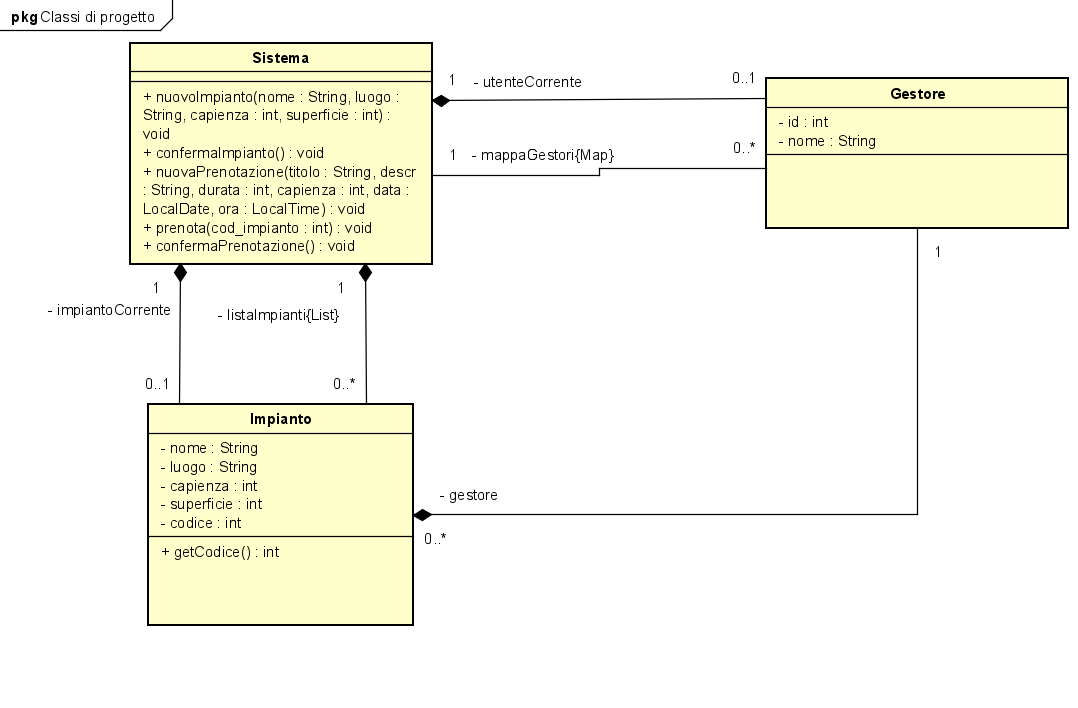 pkg Classi di progetto
Sistema
+ nuovoImpianto(nome : String, luogo :
String, capienza : int, superficie : int) :
void
+ confermaImpianto() : void
+ nuovaPrenotazione(titolo : String, descr
: String, durata : int, capienza : int, data :
LocalDate, ora : LocalTime) : void
+ prenota(cod_impianto : int) : void
+ confermaPrenotazione() : void
1
- utenteCorrente
0..1
1
- mappaGestori{Map}
0..*
Gestore
- id : int
- nome : String
1
1
- impiantoCorrente
0..1
1
- listaImpianti{List}
0..*
Impianto
- nome : String
- luogo : String
- capienza : int
- superficie : int
- codice : int
+ getCodice() : int
- gestore
0..*